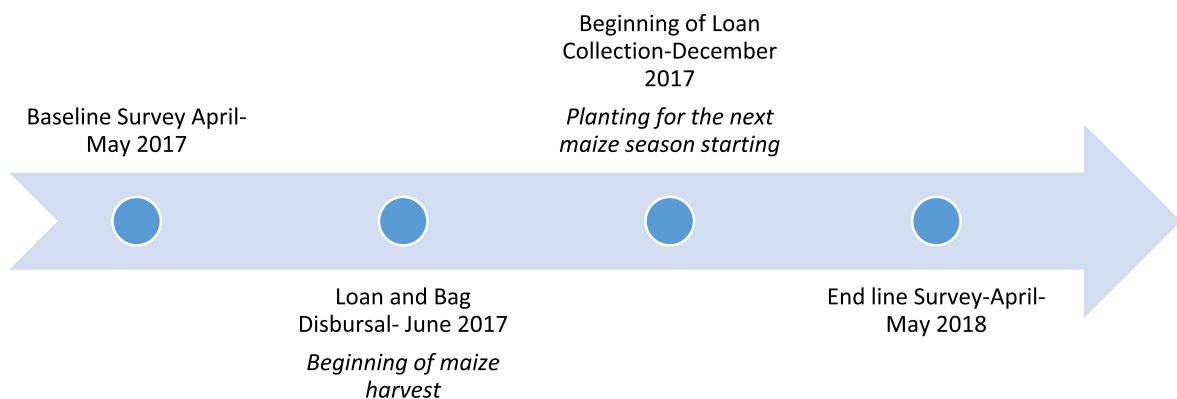 Baseline Survey April-
May 2017
Loan and Bag
Disbursal- June 2017
Beginning of maize
harvest
Beginning of Loan
Collection-December
2017
Planting for the next
maize season starting
End line Survey-April-
May 2018